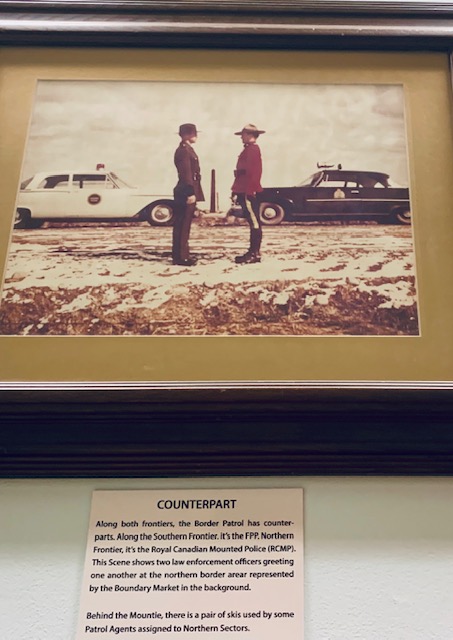 COUNTERPART
Along both frontiers, the Border Patrol has counter-
parts. Along the Southern Frontier, it's the FPP. Northern
Frontier, it's the Royal Canadian Mounted Police (RCMP).
This Scene shows two law enforcement officers greeting
one another at the northern border area represented
by the Boundary Market in the background.
Behind the Mountie, there is a pair of skis used by some
Patrol Agents assigned to Northern Sectors.